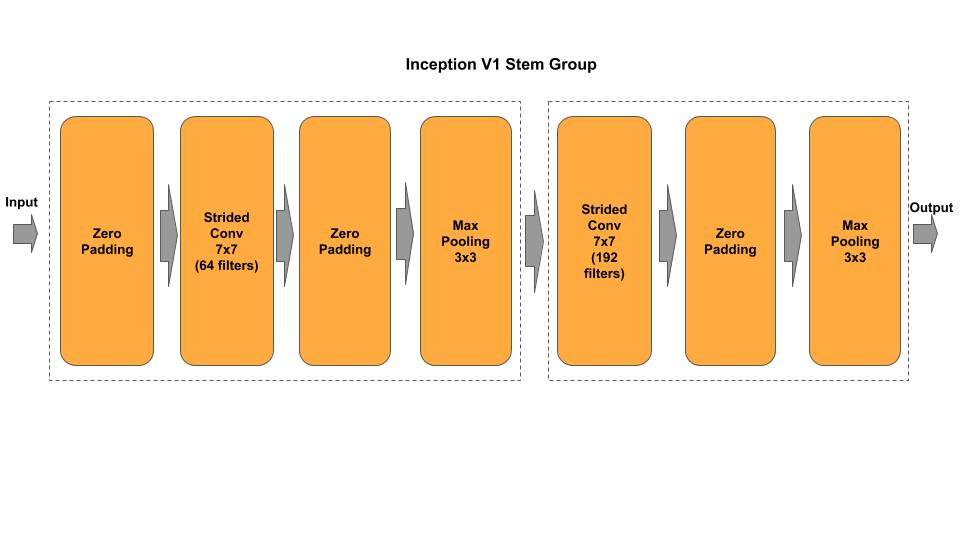 Inception V1 Stem Group
Input
Zero
Padding
Strided
Conv
7x7
(64 filters)
Zero
Padding
Max
Pooling
3x3
Strided
Conv
7x7
(192
filters)
Zero
Padding
Max
Pooling
3x3
Output